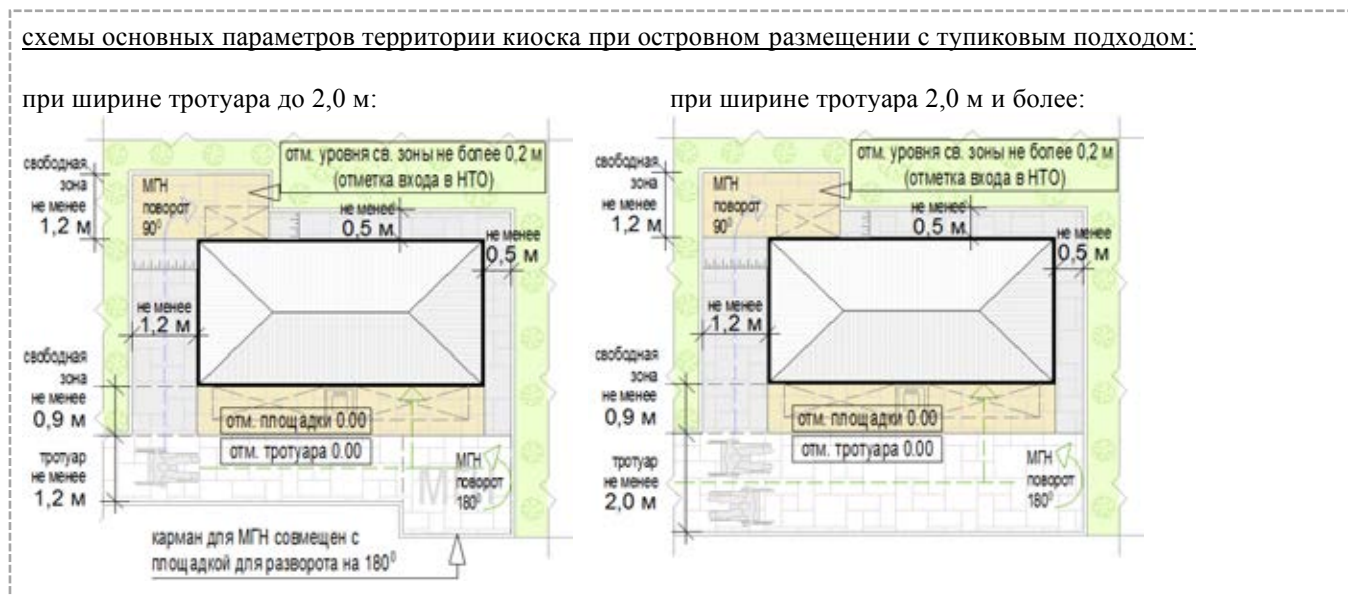 схемы основных параметров территории киоска при островном размещении с тупиковым подходом:
при ширине тротуара до 2,0 м:
свободная
зона
не менее
1,2 м
МГН
поворот
90⁰
отм. уровня св. зоны не более 0,2 м
(отметка входа в НТО)
не менее
0,5 м
не менее
0,5 м
не менее
1,2 м
свободная
зона
не менее
0,9 м
отм. площадки 0.00
отм. тротуара 0.00
тротуар
не менее
1,2 м
МГН
МГН
поворот
180⁰
карман для МГН совмещен с
площадкой для разворота на 180⁰
при ширине тротуара 2,0 м и более:
свободная
зона
не менее
1,2 м
МГН
поворот
90⁰
отм. уровня св. зоны не более 0,2 м
(отметка входа в НТО)
не менее
0,5 м
не менее
0,5 м
не менее
1,2 м
свободная
зона
не менее
0,9 м
отм. площадки 0.00
отм. тротуара 0.00
тротуар
не менее
2,0 м
МГН
поворот
180⁰